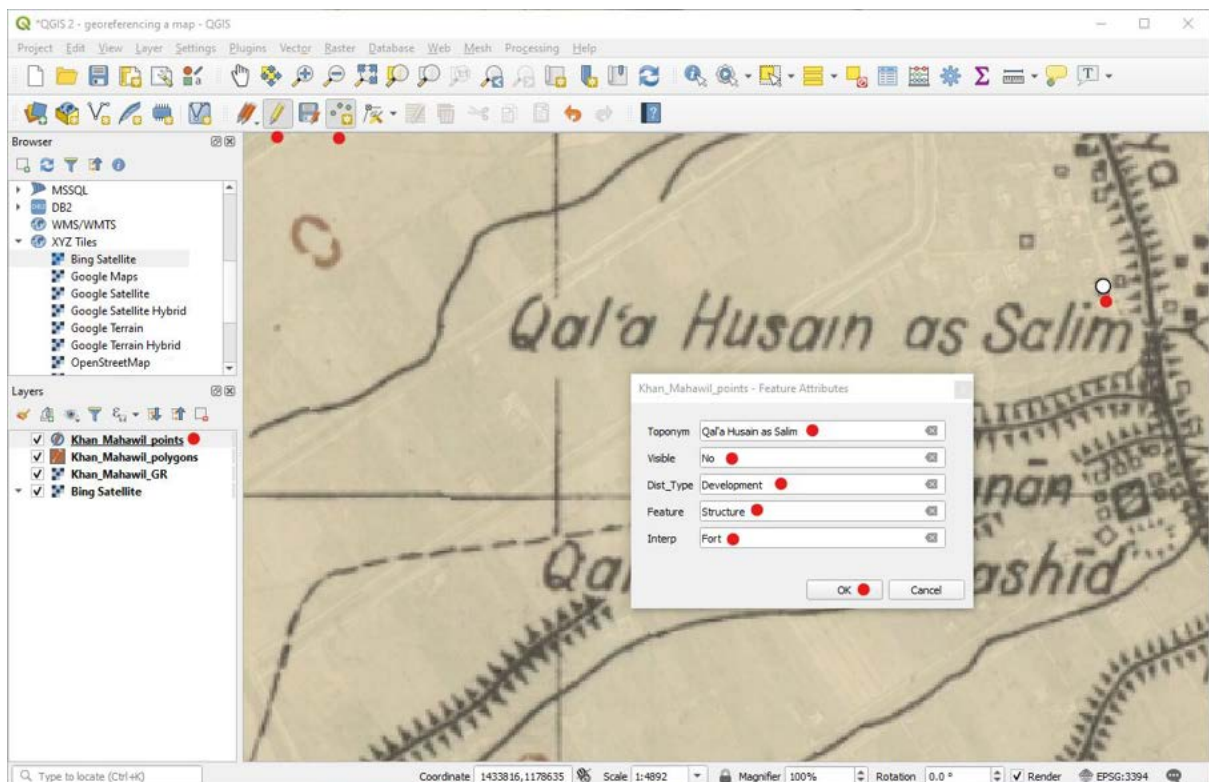 *QGIS 2 - georeferencing a map - QGIS
Project Edit View Layer Settings Plugins Vector Raster Database Web Mesh Processing Help
Browser
MSSQL
DB2
WMS/WMTS
XYZ Tiles
Bing Satellite
Google Maps
Google Satellite
Google Satellite Hybrid
Google Terrain
Google Terrain Hybrid
OpenStreetMap
Layers
Khan_Mahawil_points
Khan_Mahawil_polygons
Khan_Mahawil_GR
Bing Satellite
ya
Qal‘a Husain as Salim
nān
Qal
ashīd
Khan_Mahawil_points - Feature Attributes
Toponym Qal'a Husain as Salim
Visible No
Dist_Type Development
Feature Structure
Interp Fort
OK Cancel
Type to locate (Ctrl+K) Coordinate 1433816,1178635 Scale 1:4892 Magnifier 100% Rotation 0.0 ° Render EPSG:3394